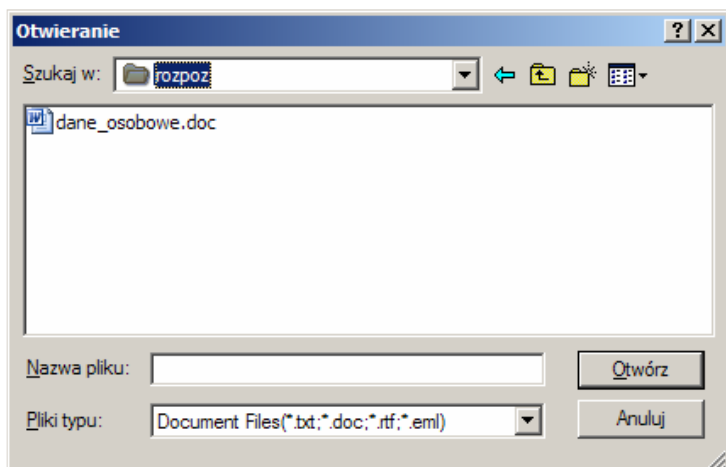 Otwieranie
Szukaj w: rozpoz
dane_osobowe.doc
Nazwa pliku: Otwórz
Pliki typu: Document Files(*.txt;*.doc;*.rtf;*.eml) Anuluj